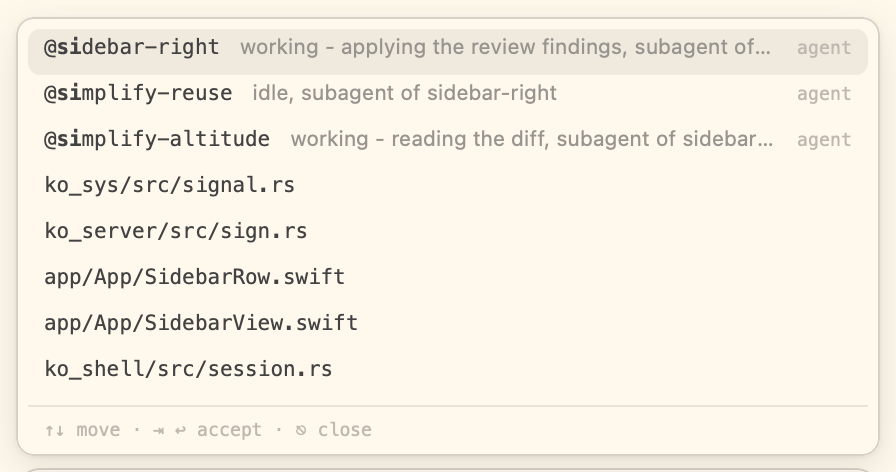 @sidebar-right working - applying the review findings, subagent of... agent
@simplify-reuse idle, subagent of sidebar-right agent
@simplify-altitude working - reading the diff, subagent of sidebar... agent
ko_sys/src/signal.rs
ko_server/src/sign.rs
app/App/SidebarRow.swift
app/App/SidebarView.swift
ko_shell/src/session.rs
↑↓ move · ⇥ ↩ accept · ⎋ close